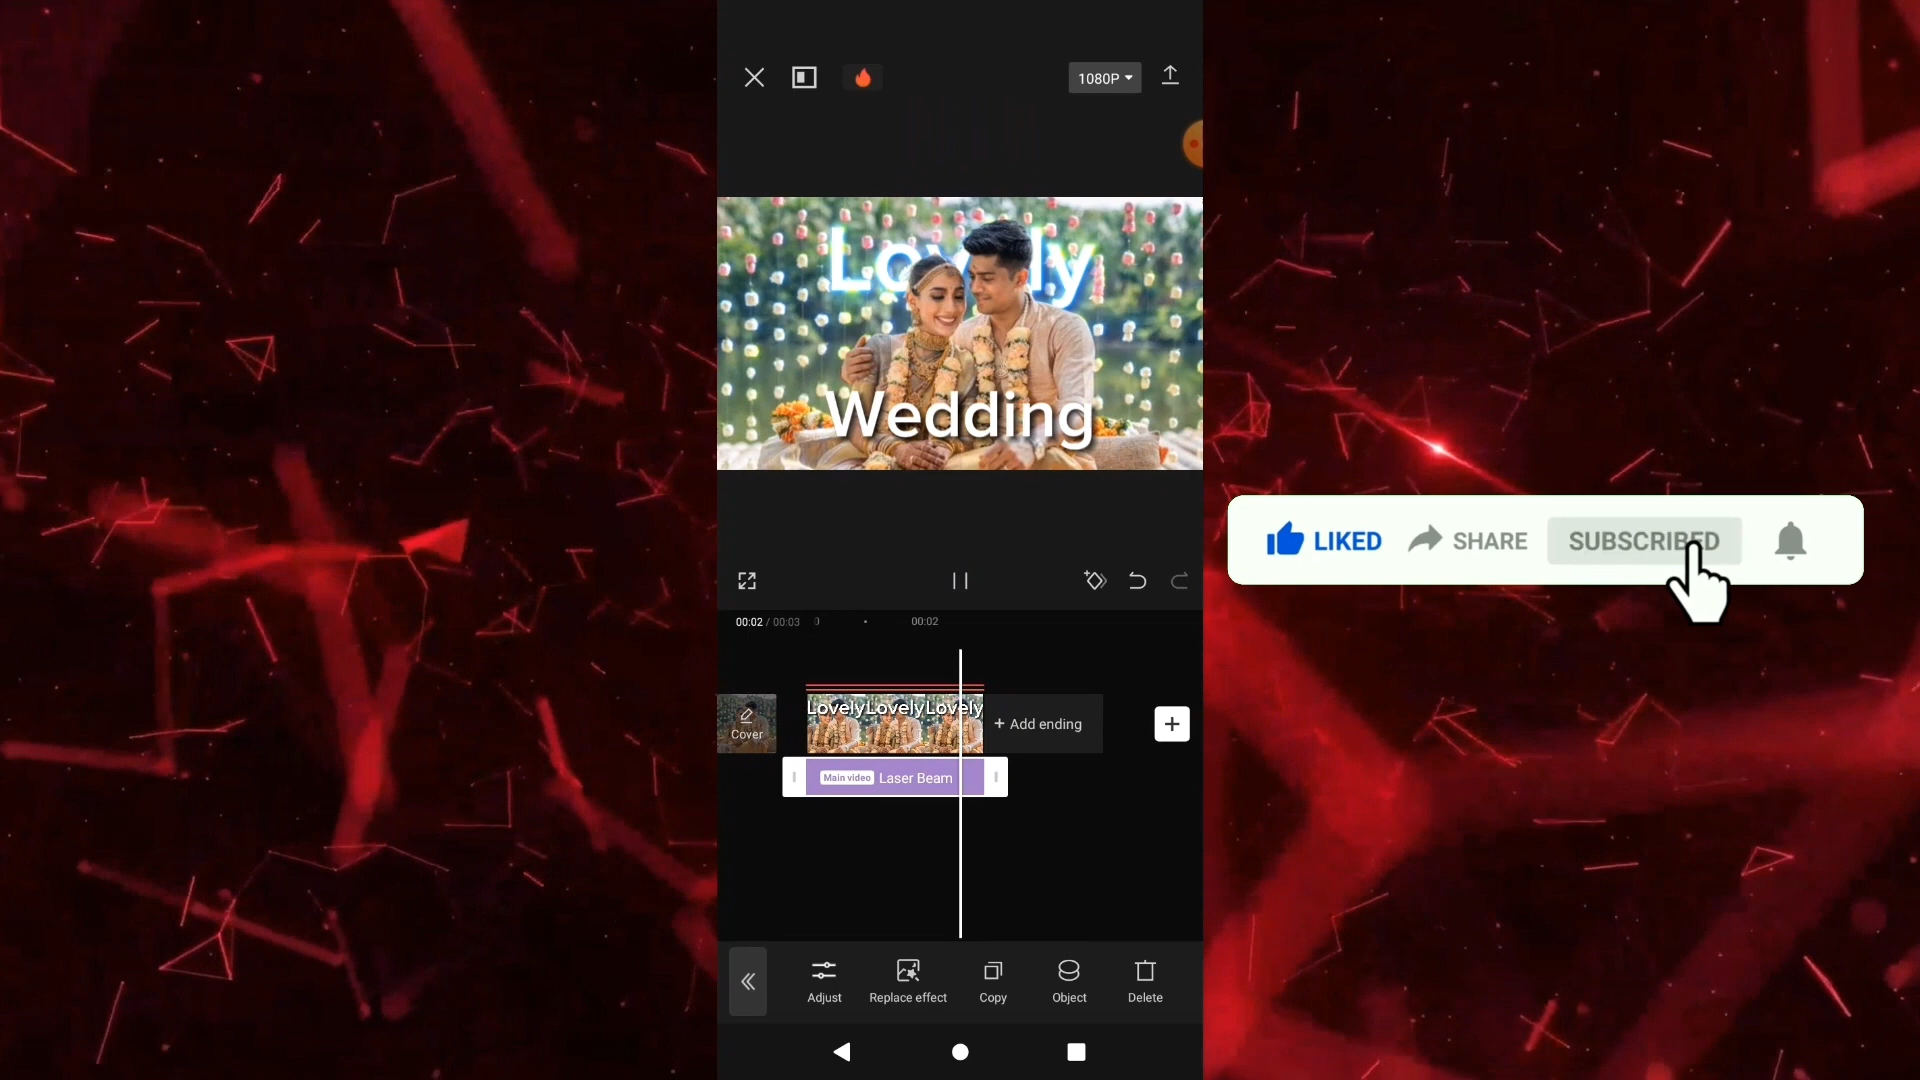 1080P
Lovely
Wedding
LIKED SHARE SUBSCRIBED
00:02 / 00:03 0 00:02
LovelyLovelyLovely
Cover
+ Add ending
Main video Laser Beam
Adjust Replace effect Copy Object Delete